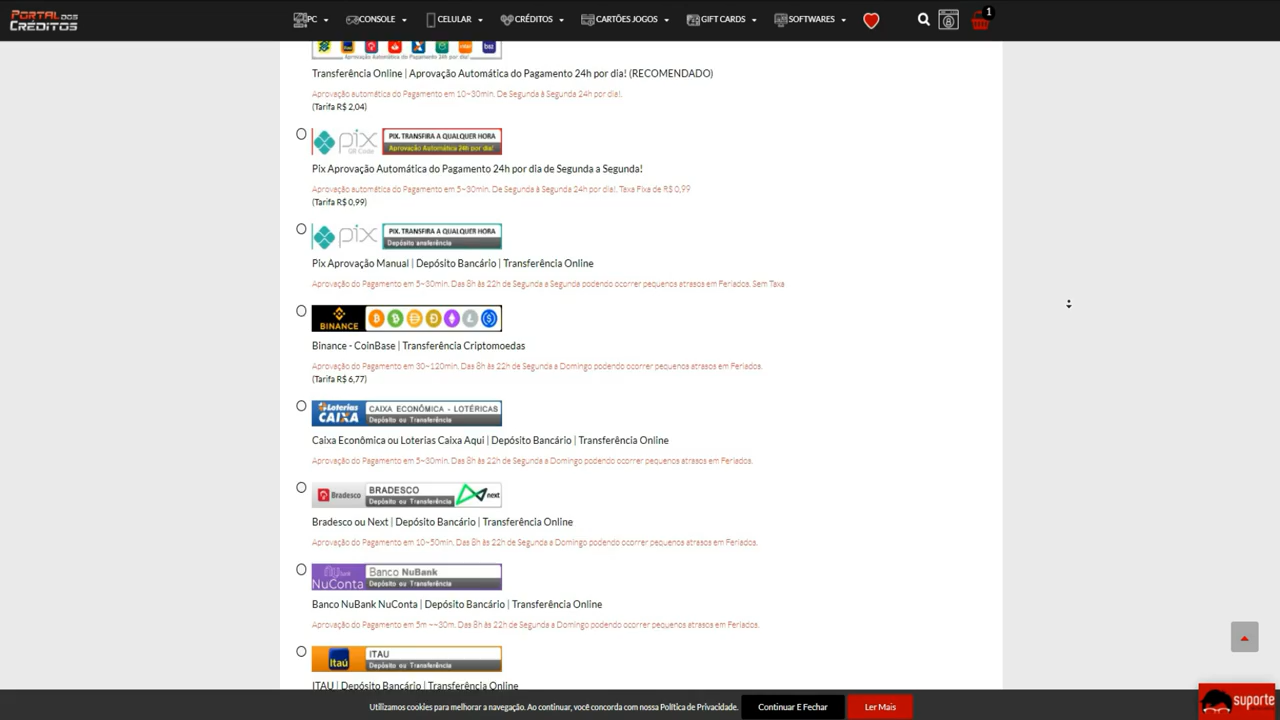 PORTAL DOS CRÉDITOS
PC CONSOLE CELULAR CRÉDITOS CARTÕES JOGOS GIFT CARDS SOFTWARES 1
Aprovação Automática do Pagamento 24h por dia!
Transferência Online | Aprovação Automática do Pagamento 24h por dia! (RECOMENDADO)
Aprovação automática do Pagamento em 10~30min. De Segunda à Segunda 24h por dia!.
(Tarifa R$ 2,04)
pix QR Code PIX. TRANSFIRA A QUALQUER HORA
Aprovação Automática 24h por dia!
Pix Aprovação Automática do Pagamento 24h por dia de Segunda a Segunda!
Aprovação automática do Pagamento em 5~30min. De Segunda à Segunda 24h por dia!. Taxa Fixa de R$ 0,99
(Tarifa R$ 0,99)
pix PIX. TRANSFIRA A QUALQUER HORA
Depósito ansferência
Pix Aprovação Manual | Depósito Bancário | Transferência Online
Aprovação do Pagamento em 5~30min. Das 8h às 22h de Segunda a Segunda podendo ocorrer pequenos atrasos em Feriados. Sem Taxa
BINANCE
Binance - CoinBase | Transferência Criptomoedas
Aprovação do Pagamento em 30~120min. Das 8h às 22h de Segunda a Domingo podendo ocorrer pequenos atrasos em Feriados.
(Tarifa R$ 6,77)
Loterias CAIXA CAIXA ECONÔMICA - LOTÉRICAS
Depósito ou Transferência
Caixa Econômica ou Loterias Caixa Aqui | Depósito Bancário | Transferência Online
Aprovação do Pagamento em 5~30min. Das 8h às 22h de Segunda a Domingo podendo ocorrer pequenos atrasos em Feriados.
Bradesco BRADESCO next
Depósito ou Transferência
Bradesco ou Next | Depósito Bancário | Transferência Online
Aprovação do Pagamento em 10~50min. Das 8h às 22h de Segunda a Domingo podendo ocorrer pequenos atrasos em Feriados.
NuConta Banco NuBank
Depósito ou Transferência
Banco NuBank NuConta | Depósito Bancário | Transferência Online
Aprovação do Pagamento em 5m ~~30m. Das 8h às 22h de Segunda a Domingo podendo ocorrer pequenos atrasos em Feriados.
Itaú ITAU
Depósito ou Transferência
ITAU | Depósito Bancário | Transferência Online
Utilizamos cookies para melhorar a navegação. Ao continuar, você concorda com nossa Política de Privacidade. Continuar E Fechar Ler Mais
suporte